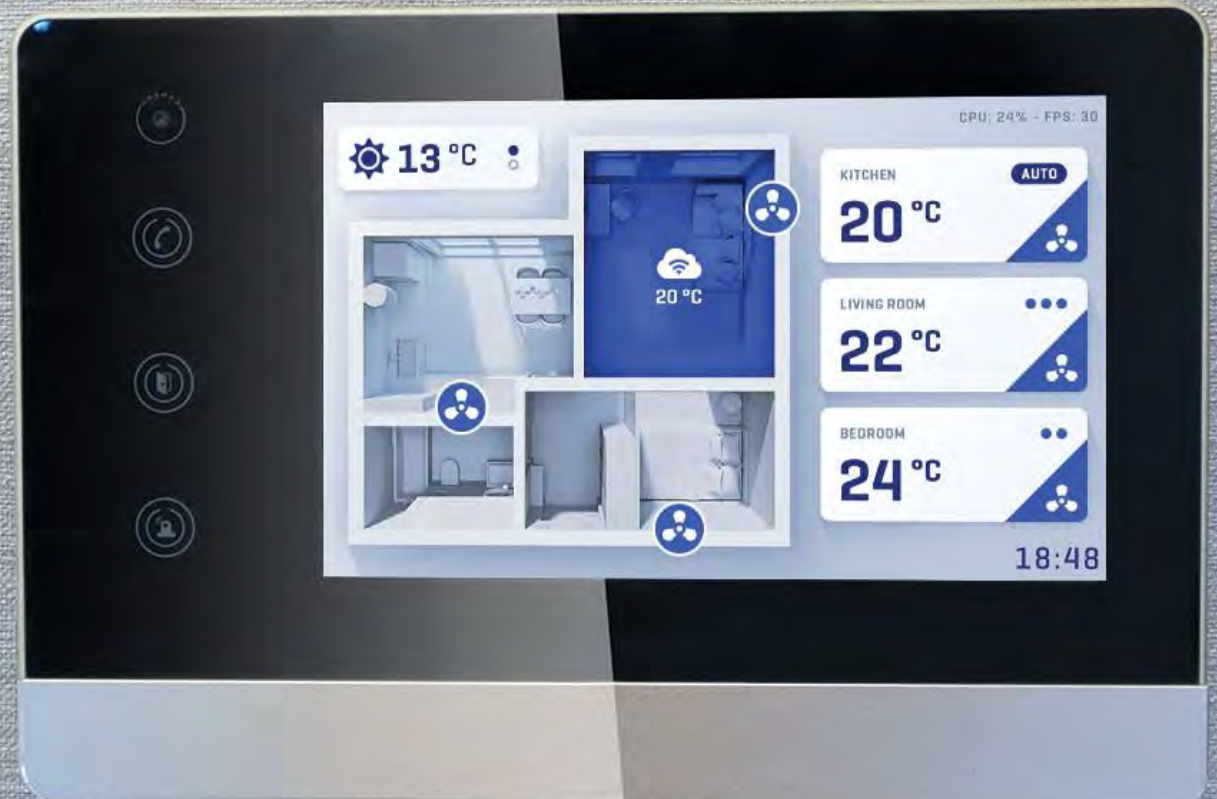 CPU: 24% - FPS: 30
13 °C
20 °C
KITCHEN
AUTO
20 °C
LIVING ROOM
22 °C
BEDROOM
24 °C
18:48